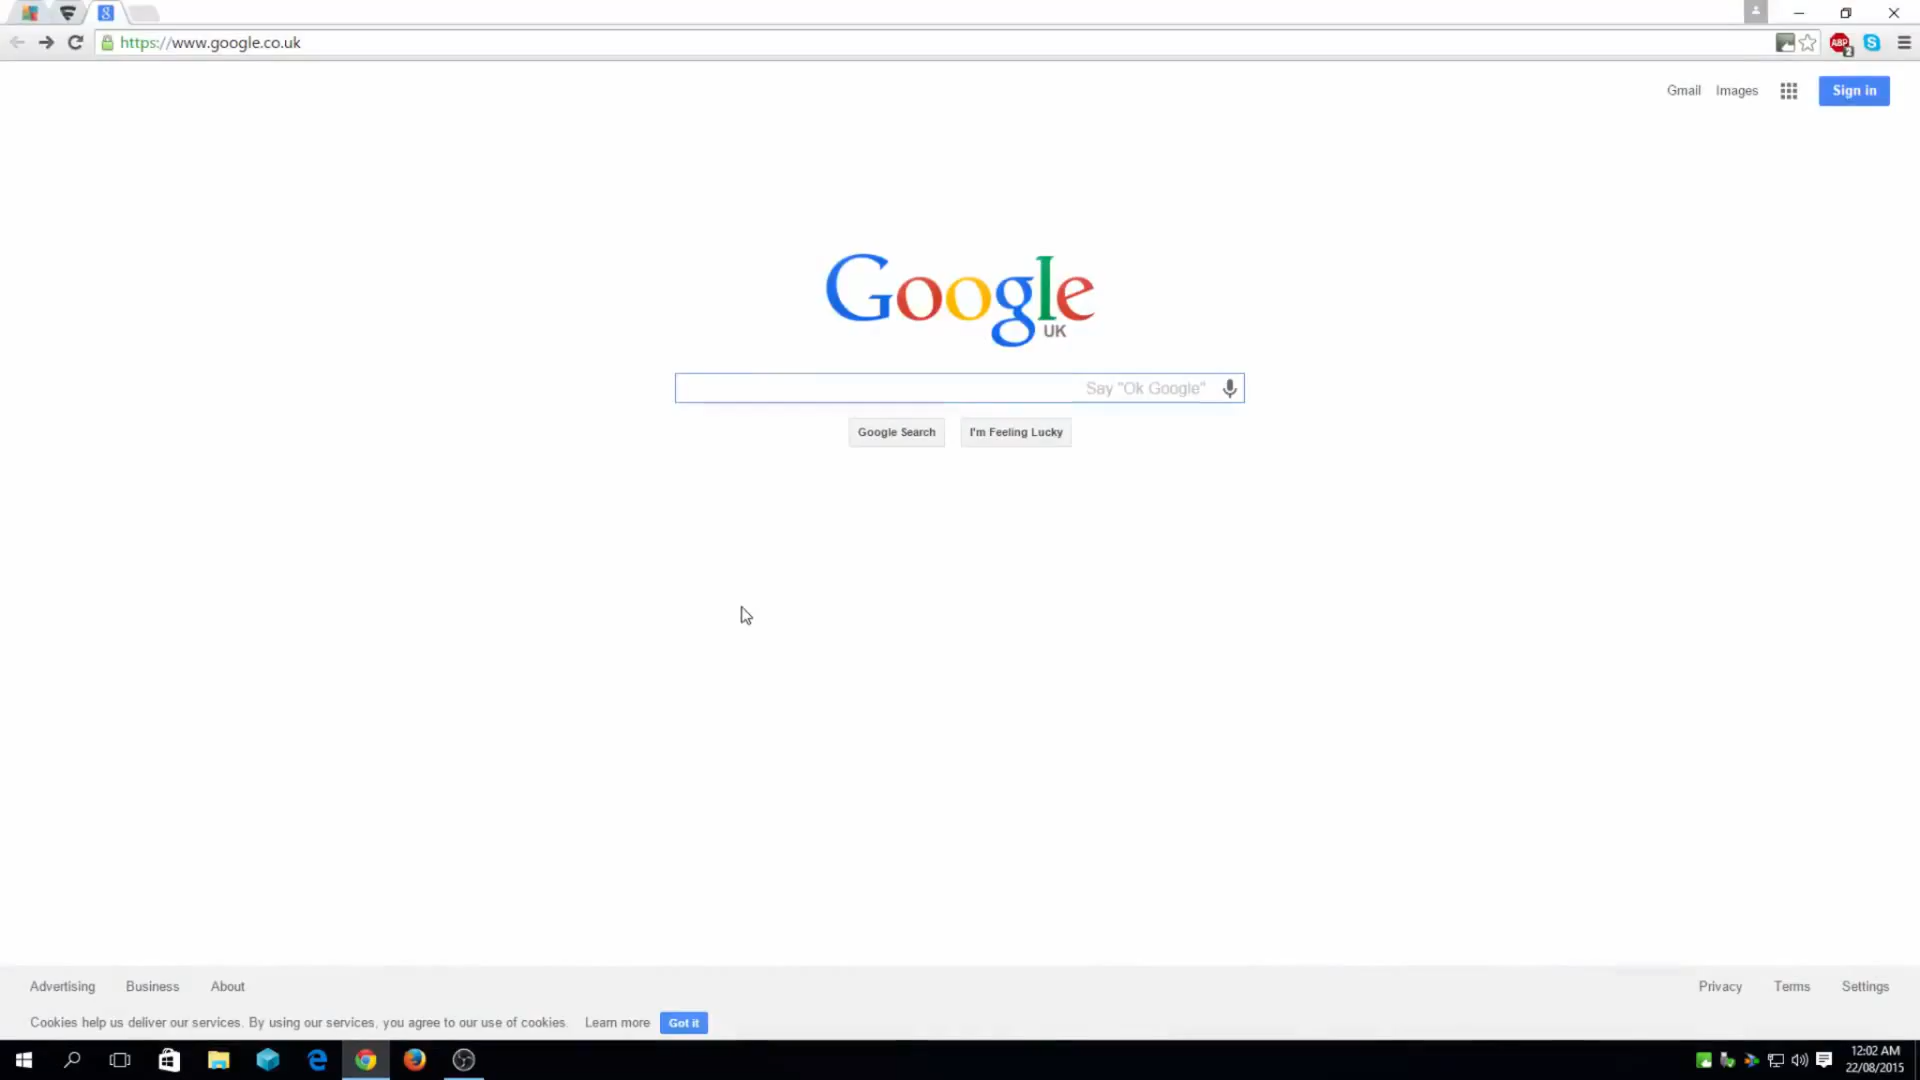 https://www.google.co.uk
Gmail Images Sign in
Google
UK
Say "Ok Google"
Google Search I'm Feeling Lucky
Advertising Business About Privacy Terms Settings
Cookies help us deliver our services. By using our services, you agree to our use of cookies. Learn more Got it
12:02 AM
22/08/2015